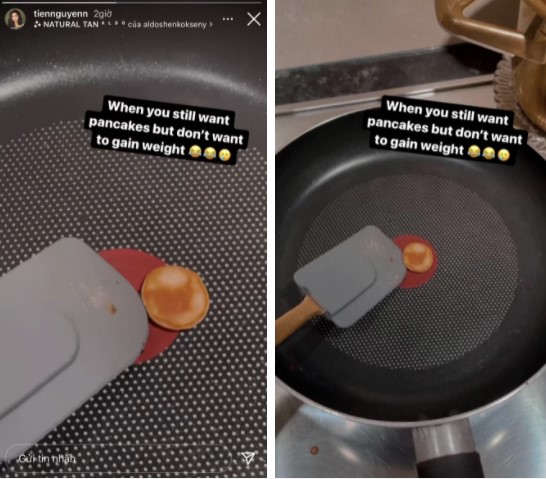 tiennguyenn 2giờ
NATURAL TAN ᴬᴸᴰᴼ của aldoshenkokseny >
When you still want
pancakes but don't want
to gain weight 😂😂🥲
Gửi tin nhắn
When you still want
pancakes but don't want
to gain weight 😂😂🥲